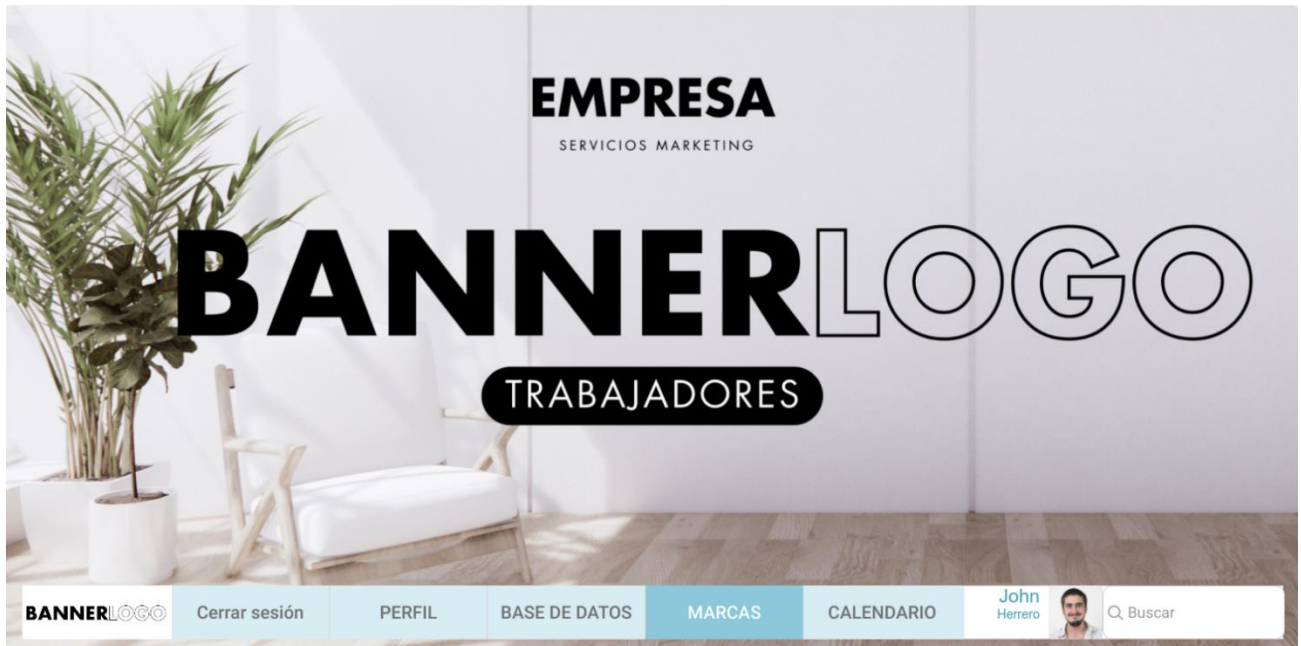 EMPRESA
SERVICIOS MARKETING
BANNERLOGO
TRABAJADORES
BANNERLOGO Cerrar sesión PERFIL BASE DE DATOS MARCAS CALENDARIO John Herrero Buscar